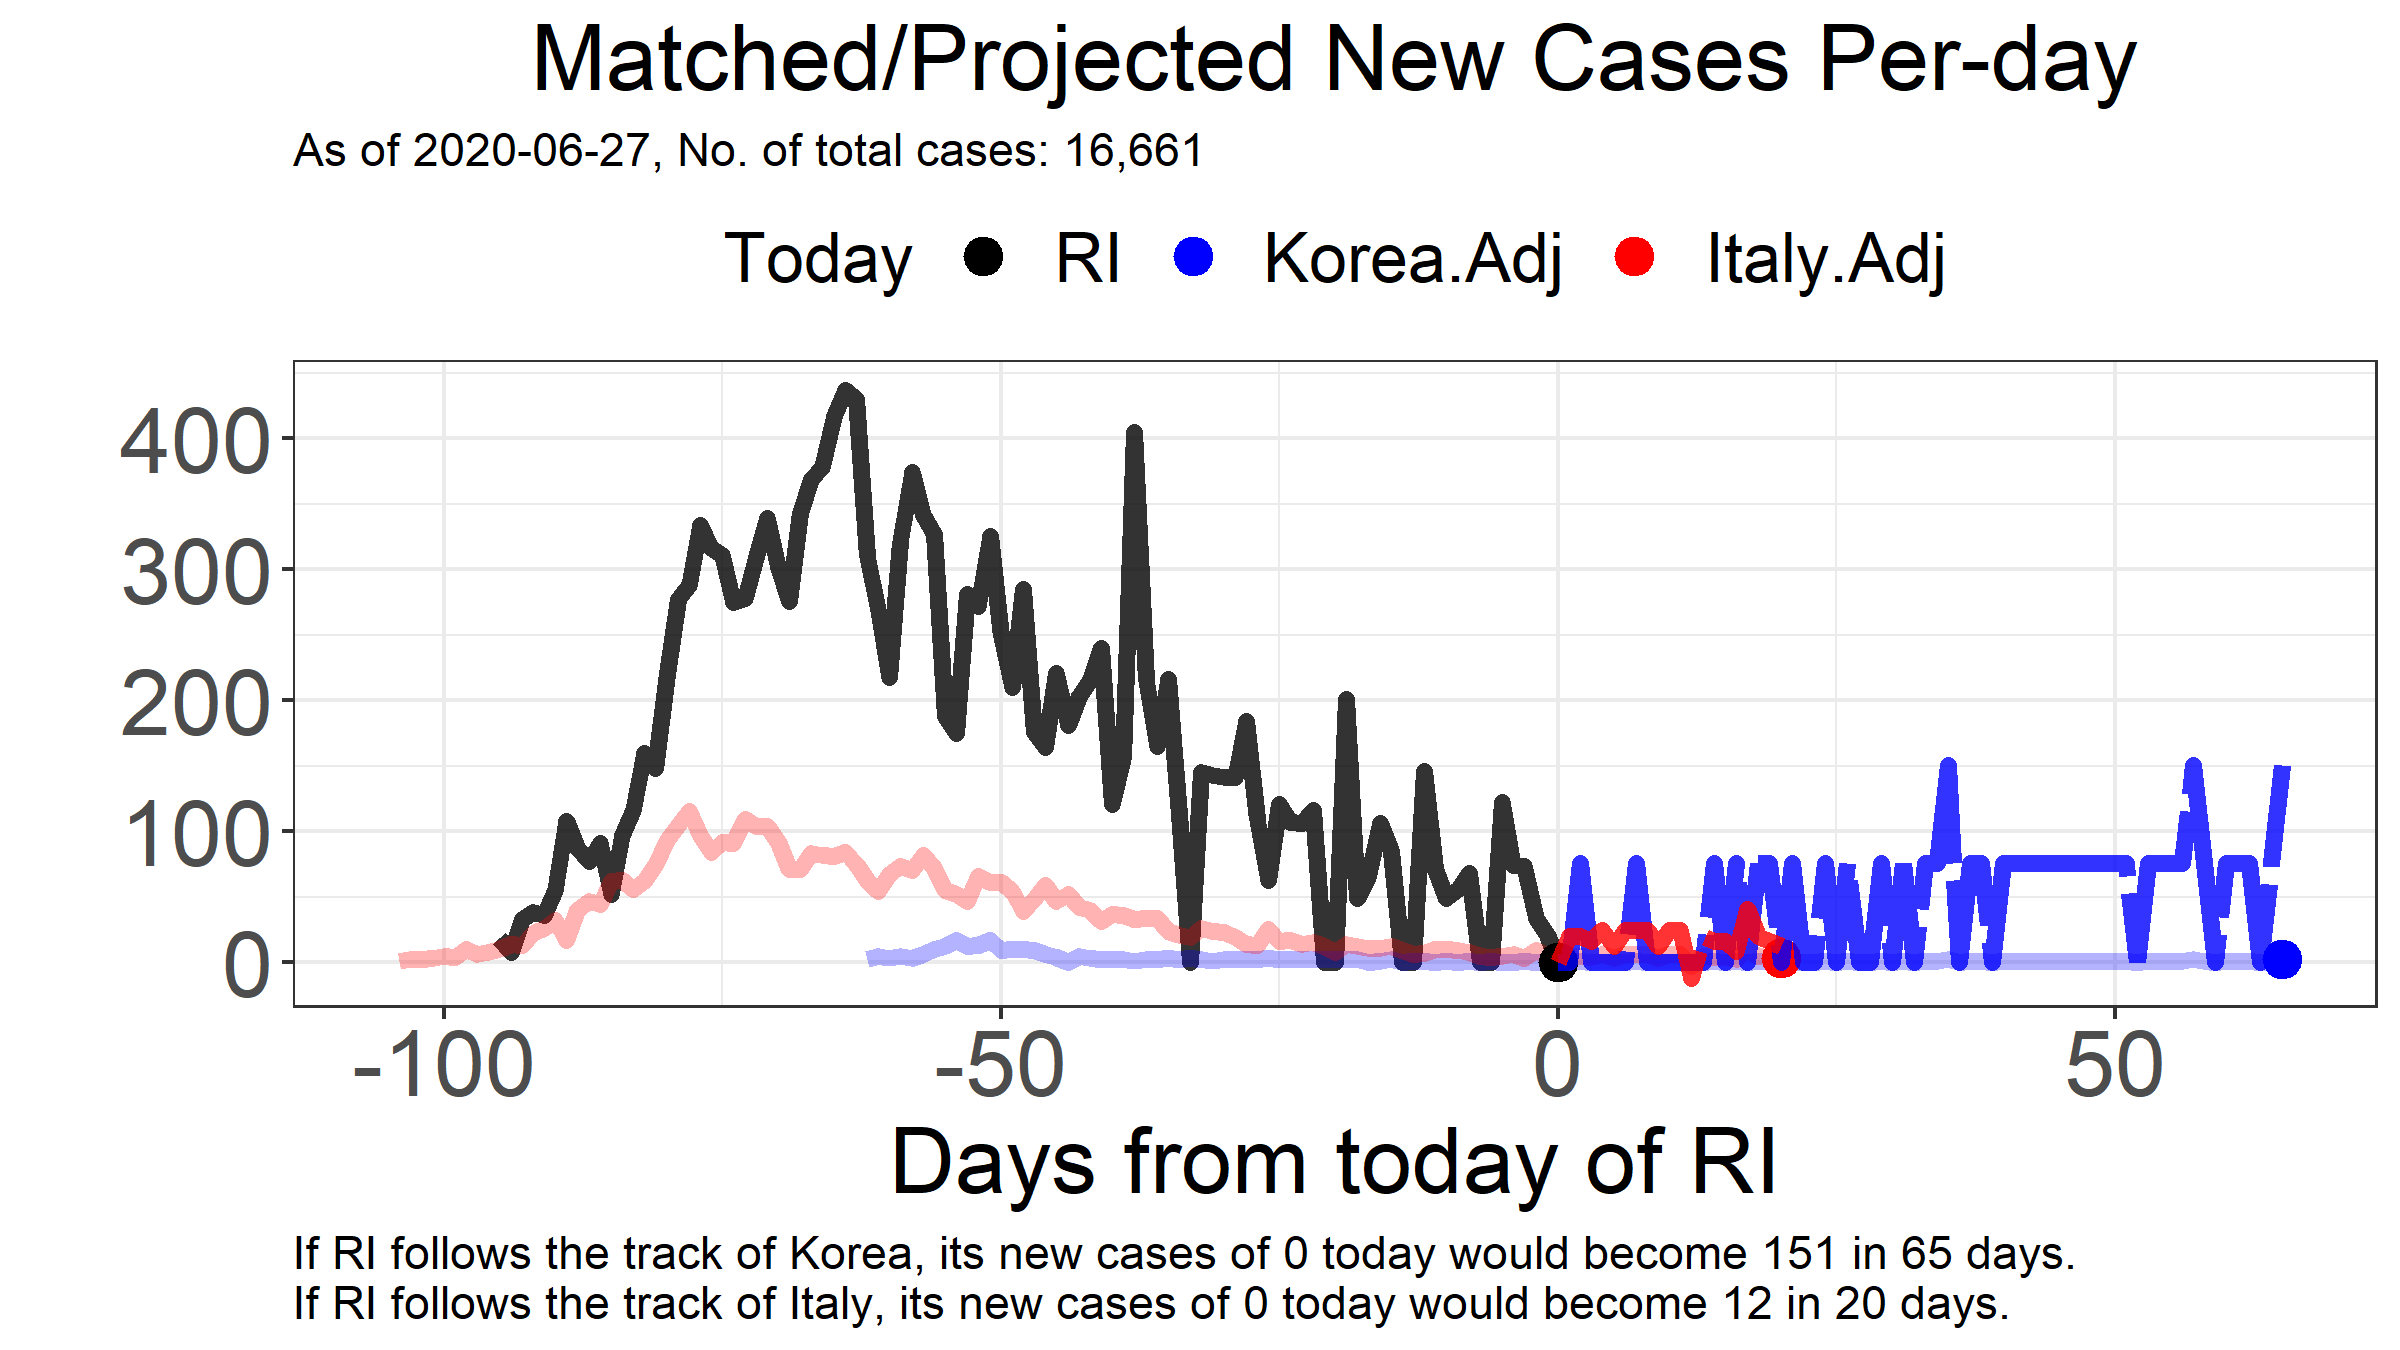 Matched/Projected New Cases Per-day
As of 2020-06-27, No. of total cases: 16,661
Today RI Korea.Adj Italy.Adj
400
300
200
100
0
-100 -50 0 50
Days from today of RI
If RI follows the track of Korea, its new cases of 0 today would become 151 in 65 days.
If RI follows the track of Italy, its new cases of 0 today would become 12 in 20 days.